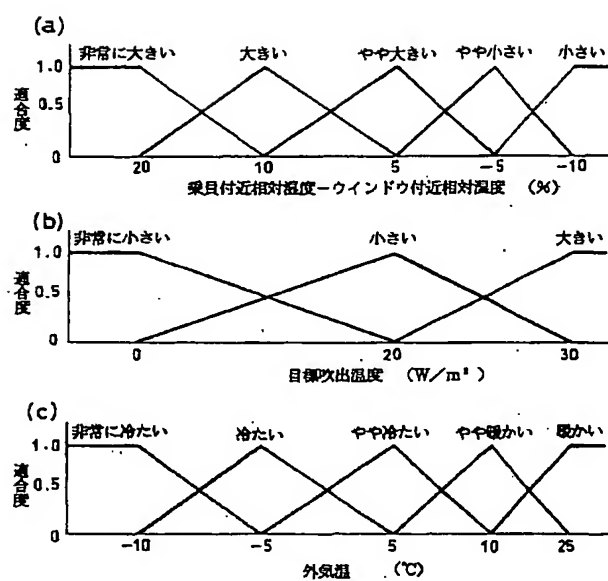 (a)
非常に大きい 大きい やや大きい やや小さい 小さい
適合度
1.0
0.5
0
20 10 5 -5 -10
乗員付近相対湿度-ウインドウ付近相対湿度 (%)
(b)
非常に小さい 小さい 大きい
適合度
1.0
0.5
0
0 20 30
目標吹出温度 (W/m²)
(c)
非常に冷たい 冷たい やや冷たい やや暖かい 暖かい
適合度
1.0
0.5
0
-10 -5 5 10 25
外気温 (℃)